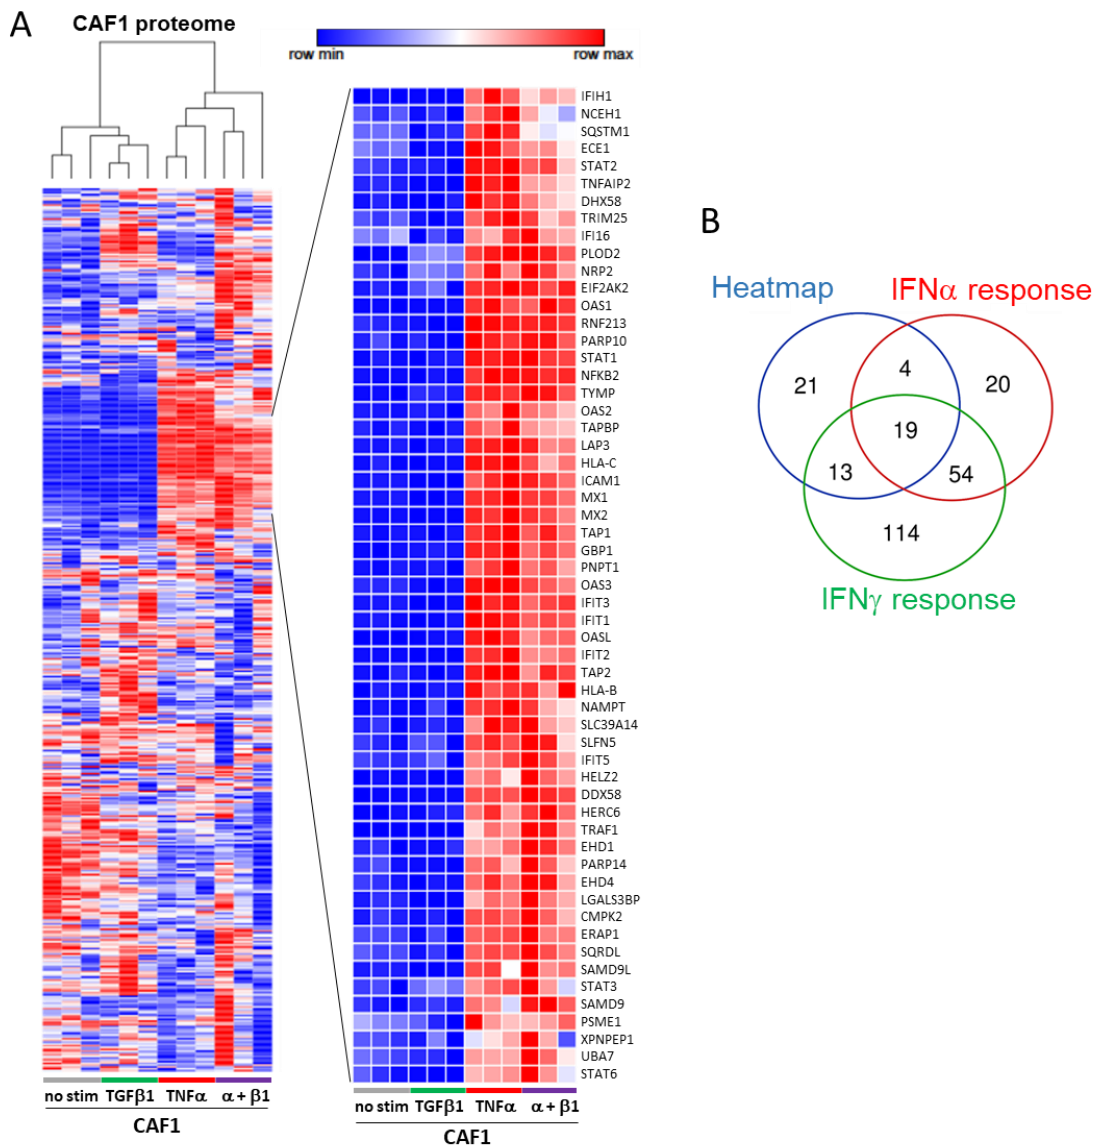 A
CAF1 proteome
row min
row max
IFIH1
NCEH1
SQSTM1
ECE1
STAT2
TNFAIP2
DHX58
TRIM25
IFI16
PLOD2
NRP2
EIF2AK2
OAS1
RNF213
PARP10
STAT1
NFKB2
TYMP
OAS2
TAPBP
LAP3
HLA-C
ICAM1
MX1
MX2
TAP1
GBP1
PNPT1
OAS3
IFIT3
IFIT1
OASL
IFIT2
TAP2
HLA-B
NAMPT
SLC39A14
SLFN5
IFIT5
HELZ2
DDX58
HERC6
TRAF1
EHD1
PARP14
EHD4
LGALS3BP
CMPK2
ERAP1
SQRDL
SAMD9L
STAT3
SAMD9
PSME1
XPNPEP1
UBA7
STAT6
no stim TGFβ1 TNFα α + β1
CAF1
no stim TGFβ1 TNFα α + β1
CAF1
B
Heatmap
IFNα response
21
4
20
19
13
54
114
IFNγ response